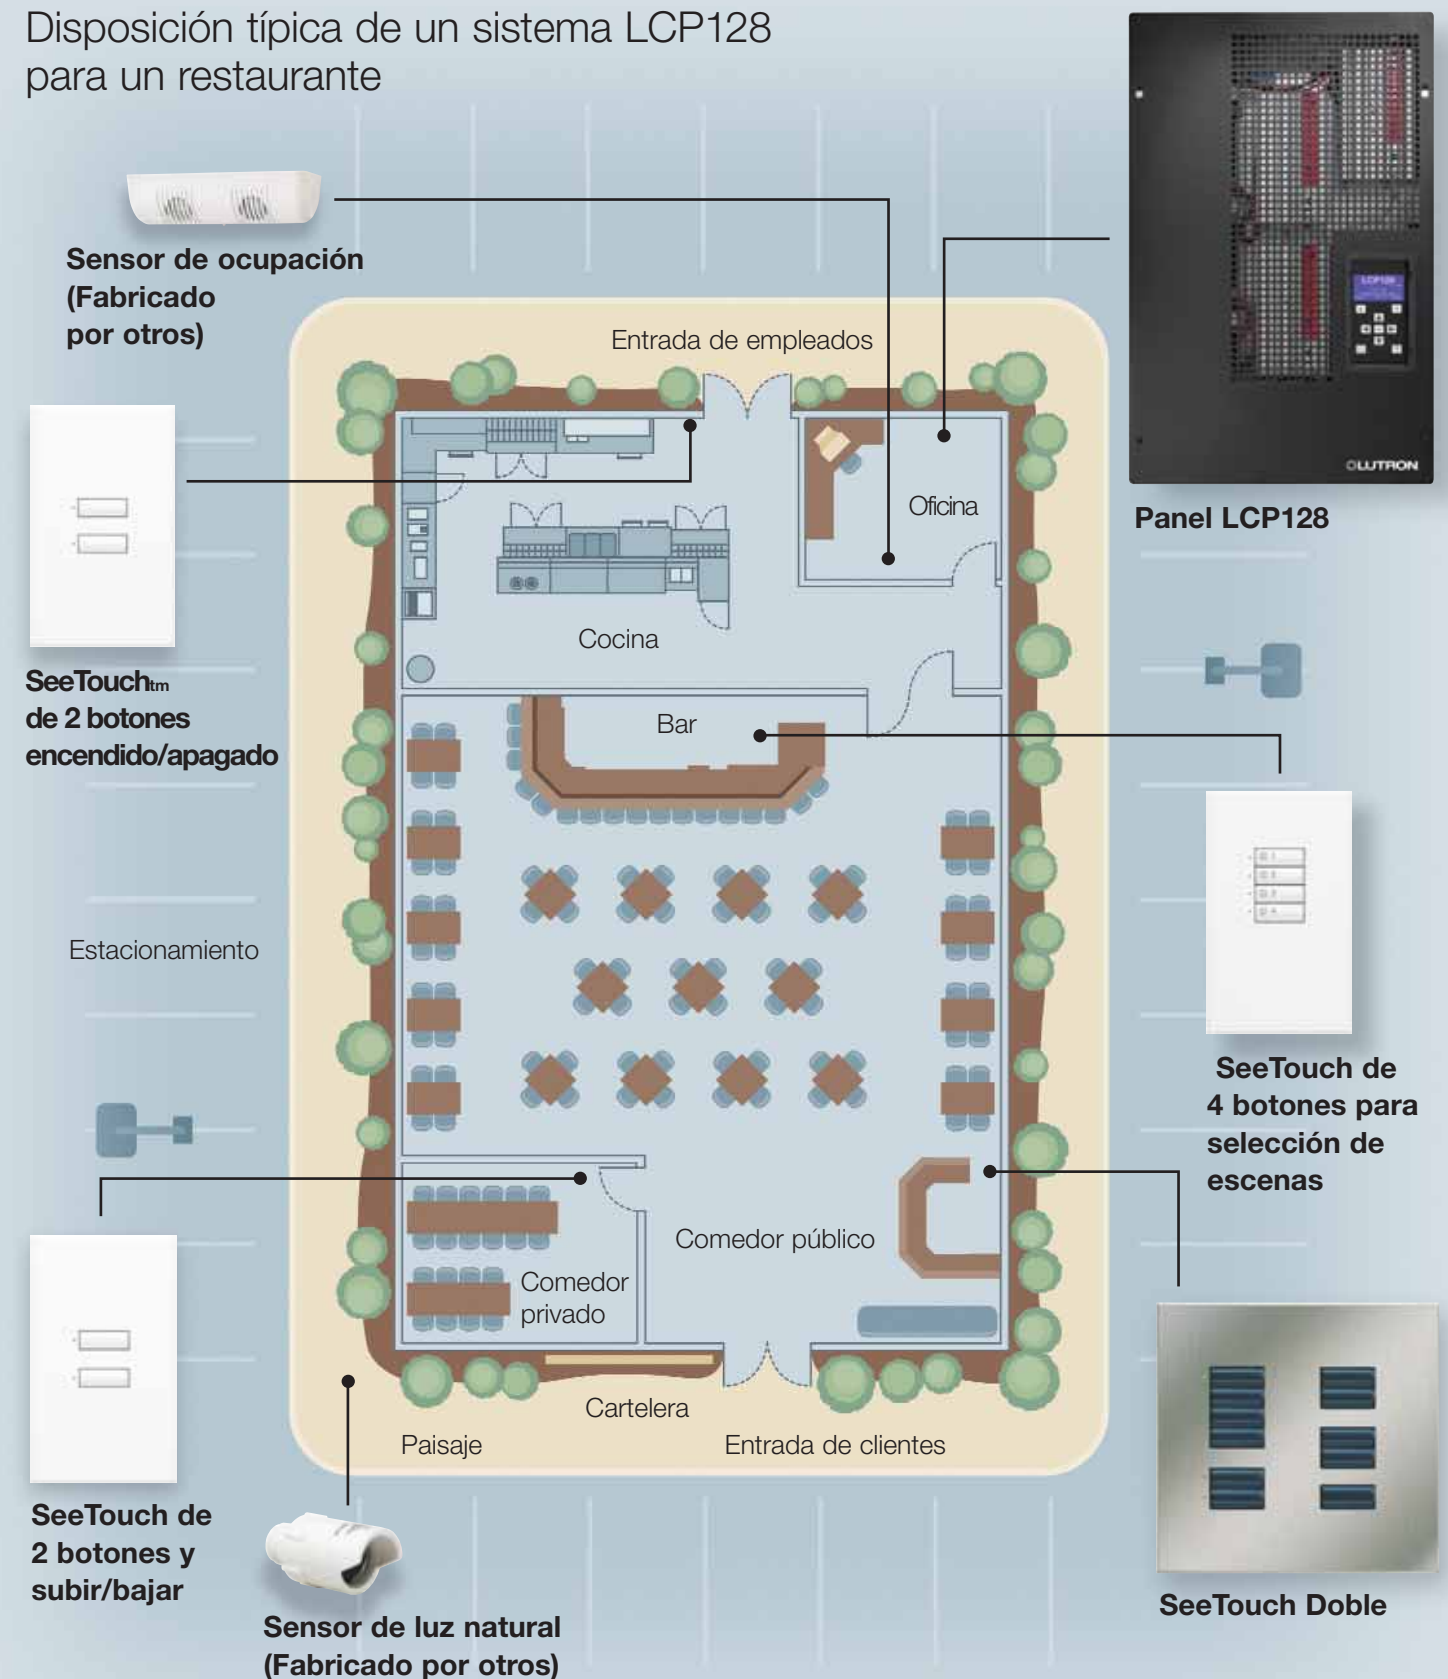 Disposición típica de un sistema LCP128
para un restaurante
Sensor de ocupación
(Fabricado
por otros)
Entrada de empleados
LCP128
LUTRON
Panel LCP128
Oficina
Cocina
SeeTouchtm
de 2 botones
encendido/apagado
Bar
Estacionamiento
SeeTouch de
4 botones para
selección de
escenas
Comedor público
Comedor
privado
Cartelera
Paisaje
Entrada de clientes
SeeTouch de
2 botones y
subir/bajar
Sensor de luz natural
(Fabricado por otros)
SeeTouch Doble